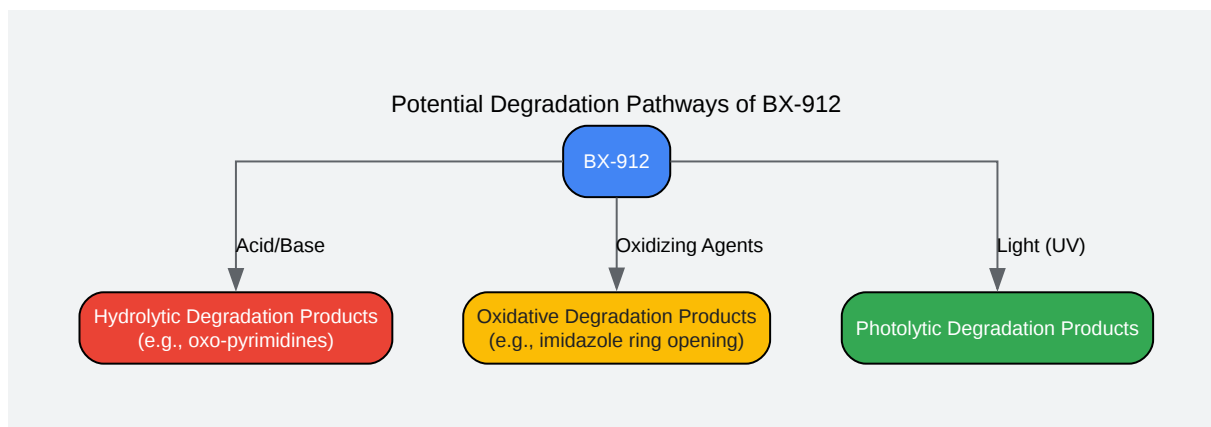 Potential Degradation Pathways of BX-912
BX-912
Acid/Base
Oxidizing Agents
Light (UV)
Hydrolytic Degradation Products
(e.g., oxo-pyrimidines)
Oxidative Degradation Products
(e.g., imidazole ring opening)
Photolytic Degradation Products